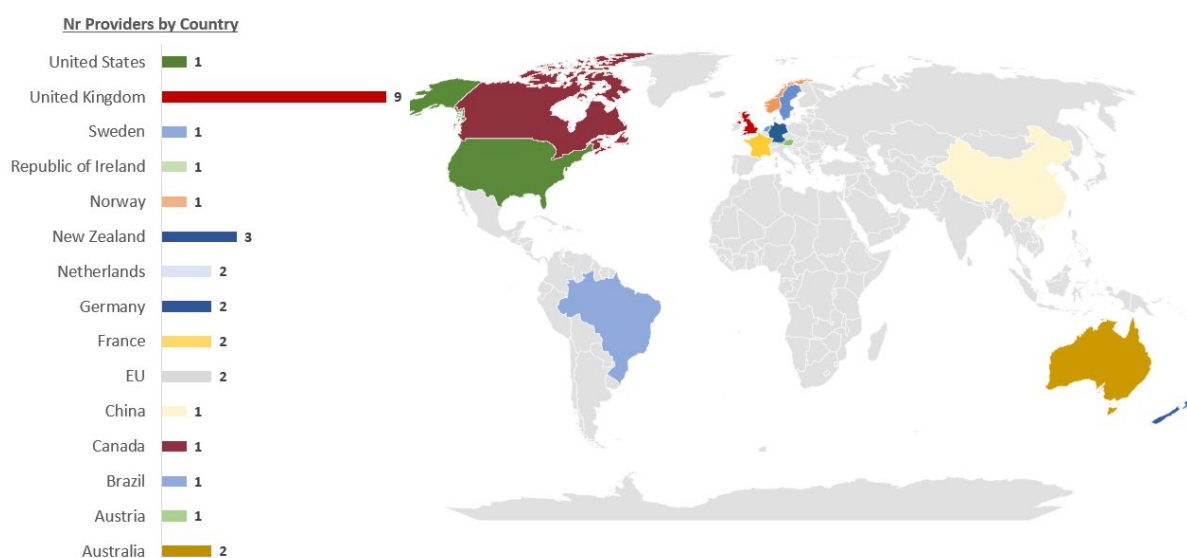 Nr Providers by Country
United States 1
United Kingdom 9
Sweden 1
Republic of Ireland 1
Norway 1
New Zealand 3
Netherlands 2
Germany 2
France 2
EU 2
China 1
Canada 1
Brazil 1
Austria 1
Australia 2